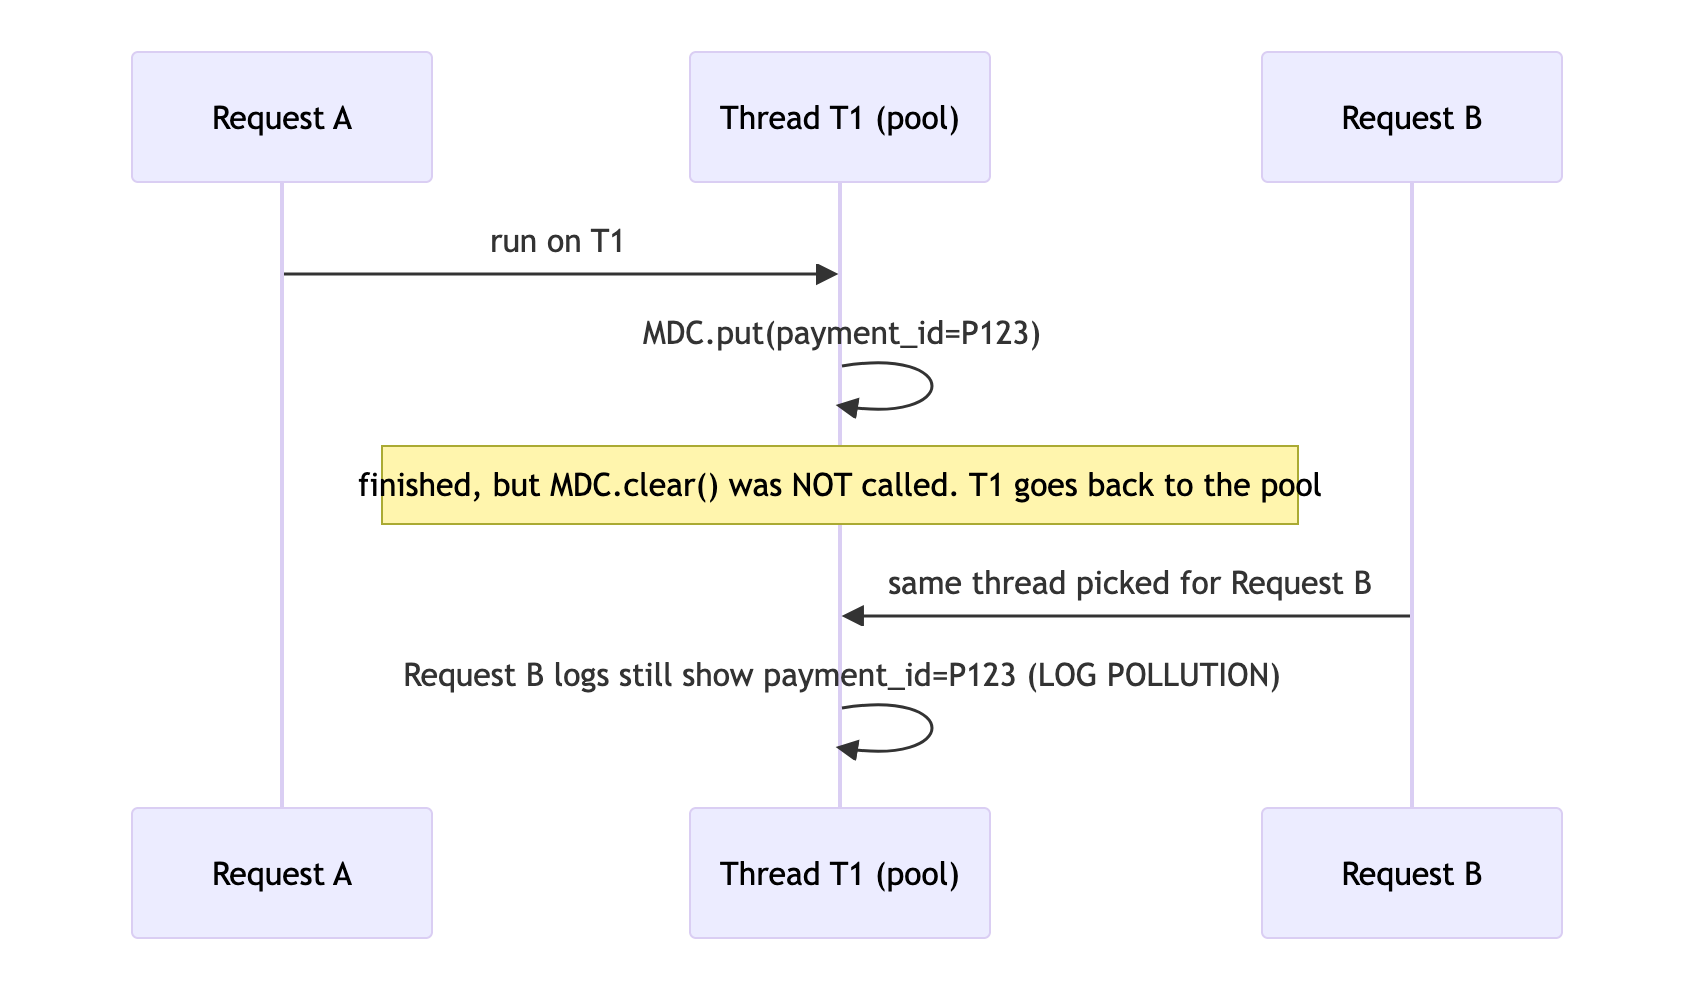 Request A
Thread T1 (pool)
Request B
run on T1
MDC.put(payment_id=P123)
finished, but MDC.clear() was NOT called. T1 goes back to the pool
same thread picked for Request B
Request B logs still show payment_id=P123 (LOG POLLUTION)
Request A
Thread T1 (pool)
Request B